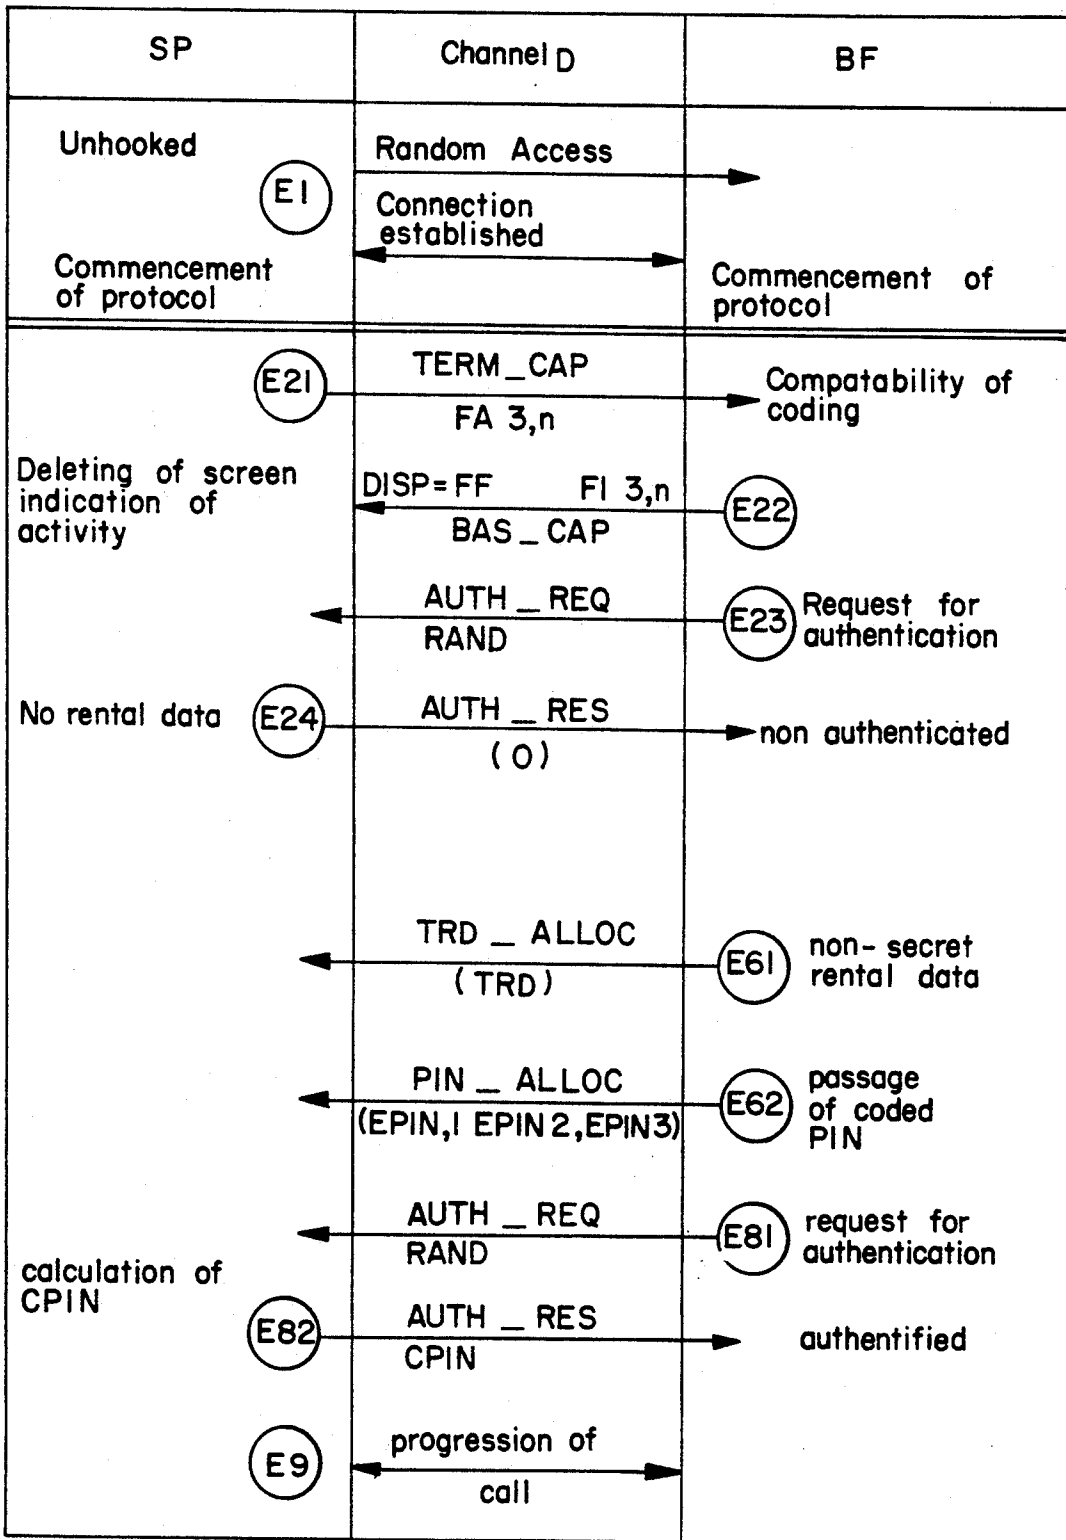 SP
Channel D
BF
Unhooked
E1
Random Access
Connection
established
Commencement
of protocol
Commencement of
protocol
E21
TERM_CAP
FA 3,n
Compatability of
coding
Deleting of screen
indication of
activity
DISP=FF FI 3,n
BAS_CAP
E22
AUTH_REQ
RAND
E23
Request for
authentication
No rental data
E24
AUTH_RES
(0)
non authenticated
TRD_ALLOC
(TRD)
E61
non-secret
rental data
PIN_ALLOC
(EPIN,1 EPIN2,EPIN3)
E62
passage
of coded
PIN
AUTH_REQ
RAND
E81
request for
authentication
calculation of
CPIN
E82
AUTH_RES
CPIN
authentified
E9
progression of
call